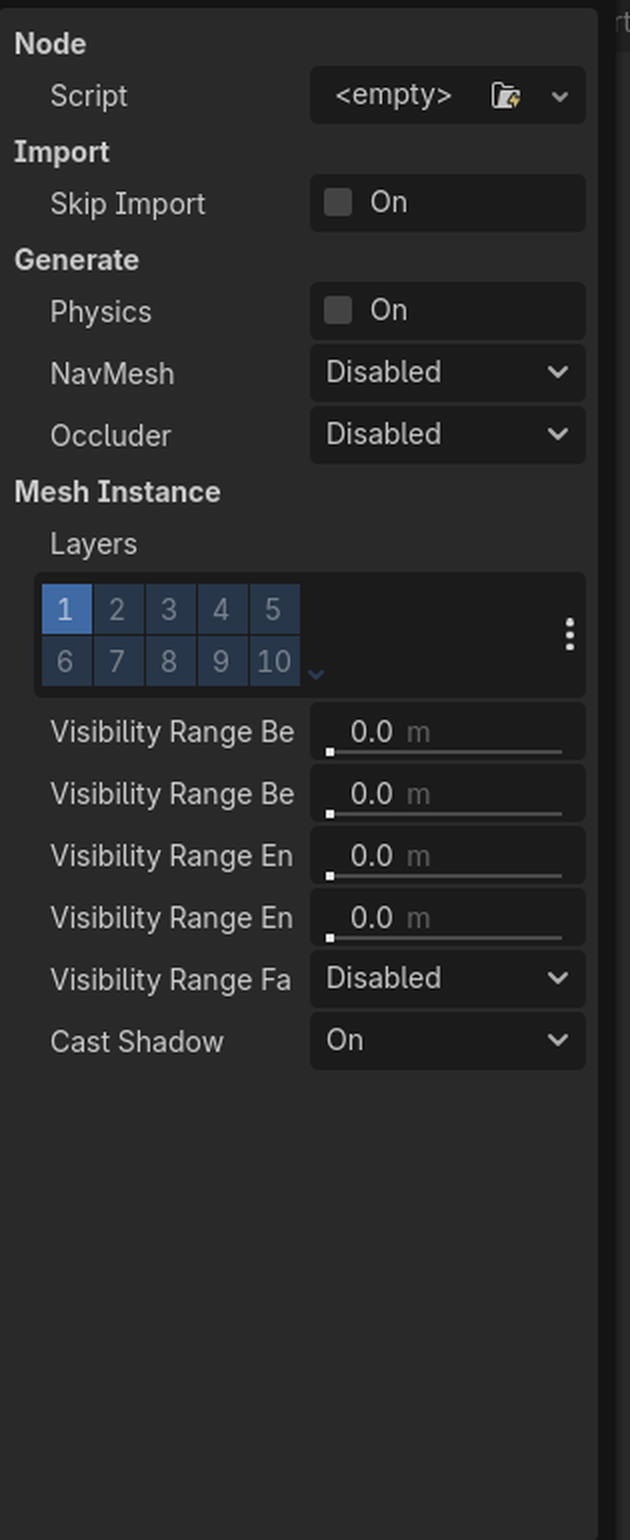 Node
Script <empty>
Import
Skip Import On
Generate
Physics On
NavMesh Disabled
Occluder Disabled
Mesh Instance
Layers
1 2 3 4 5
6 7 8 9 10
Visibility Range Be 0.0 m
Visibility Range Be 0.0 m
Visibility Range En 0.0 m
Visibility Range En 0.0 m
Visibility Range Fa Disabled
Cast Shadow On